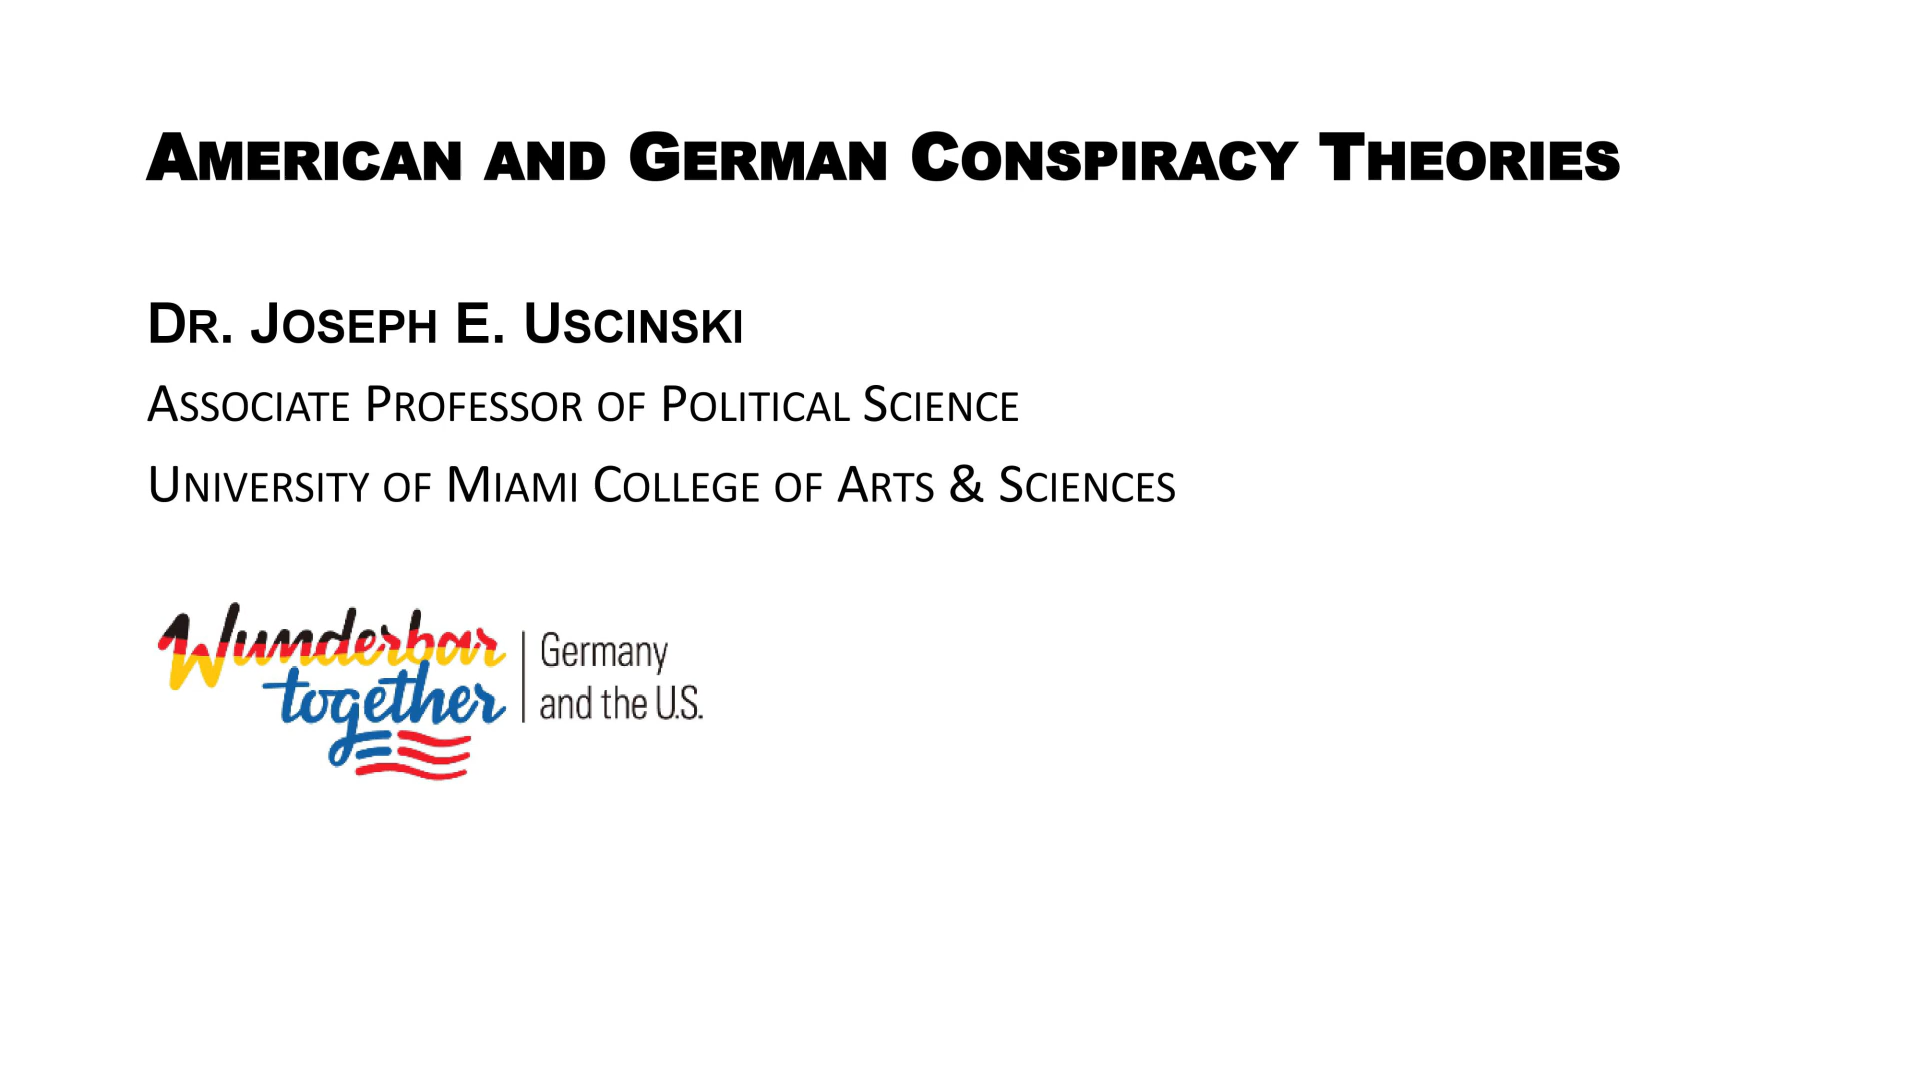 American and German Conspiracy Theories
Dr. Joseph E. Uscinski
Associate Professor of Political Science
University of Miami College of Arts & Sciences
Wunderbar
together
Germany
and the U.S.